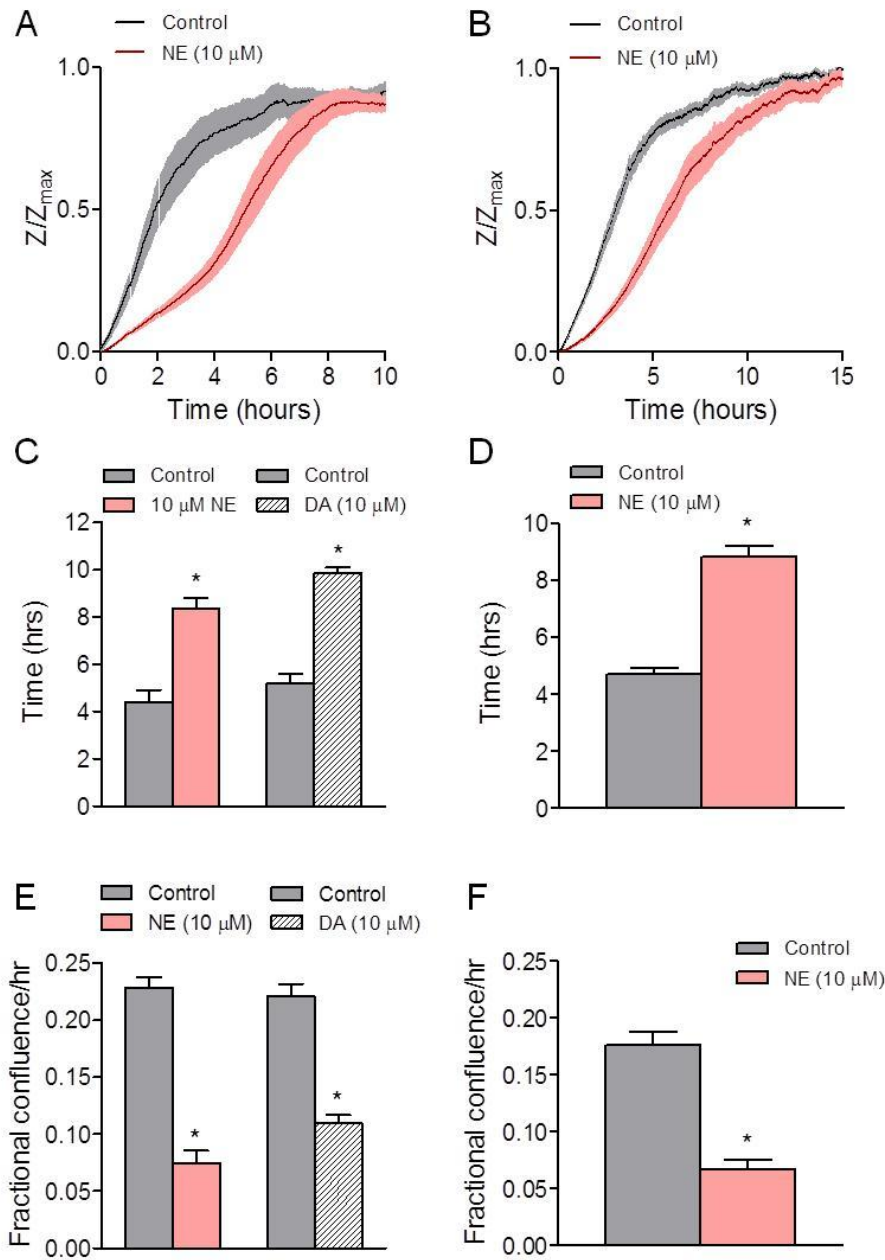 A
Control
NE (10 μM)
1.0
0.5
0.0
Z/Zmax
0 2 4 6 8 10
Time (hours)
B
Control
NE (10 μM)
1.0
0.5
0.0
Z/Zmax
0 5 10 15
Time (hours)
C
Control Control
10 μM NE DA (10 μM)
12
10
8
6
4
2
0
Time (hrs)
* *
D
Control
NE (10 μM)
10
8
6
4
2
0
Time (hrs)
*
E
Control Control
NE (10 μM) DA (10 μM)
0.25
0.20
0.15
0.10
0.05
0.00
Fractional confluence/hr
* *
F
Control
NE (10 μM)
0.25
0.20
0.15
0.10
0.05
0.00
Fractional confluence/hr
*